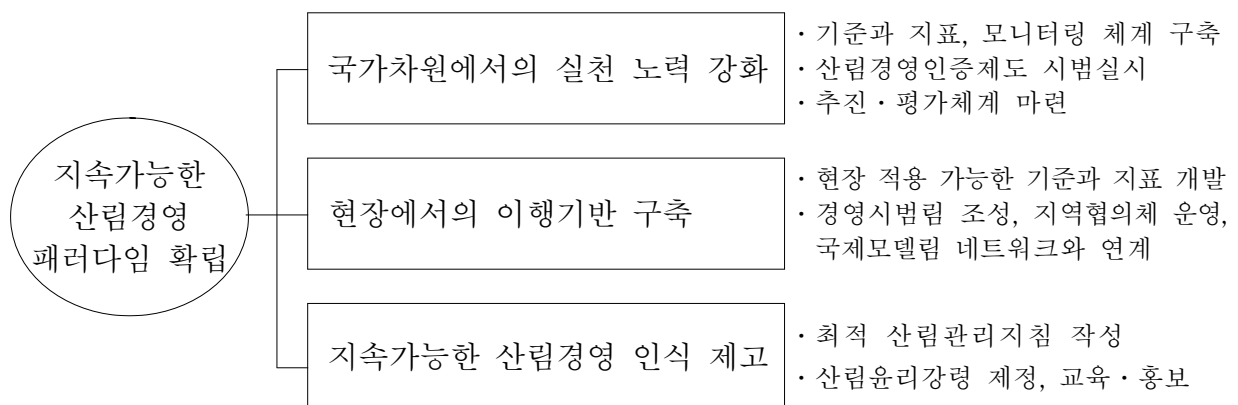 지속가능한
산림경영
패러다임 확립
국가차원에서의 실천 노력 강화
· 기준과 지표, 모니터링 체계 구축
· 산림경영인증제도 시범실시
· 추진 · 평가체계 마련
현장에서의 이행기반 구축
· 현장 적용 가능한 기준과 지표 개발
· 경영시범림 조성, 지역협의체 운영,
국제모델림 네트워크와 연계
지속가능한 산림경영 인식 제고
· 최적 산림관리지침 작성
· 산림윤리강령 제정, 교육 · 홍보